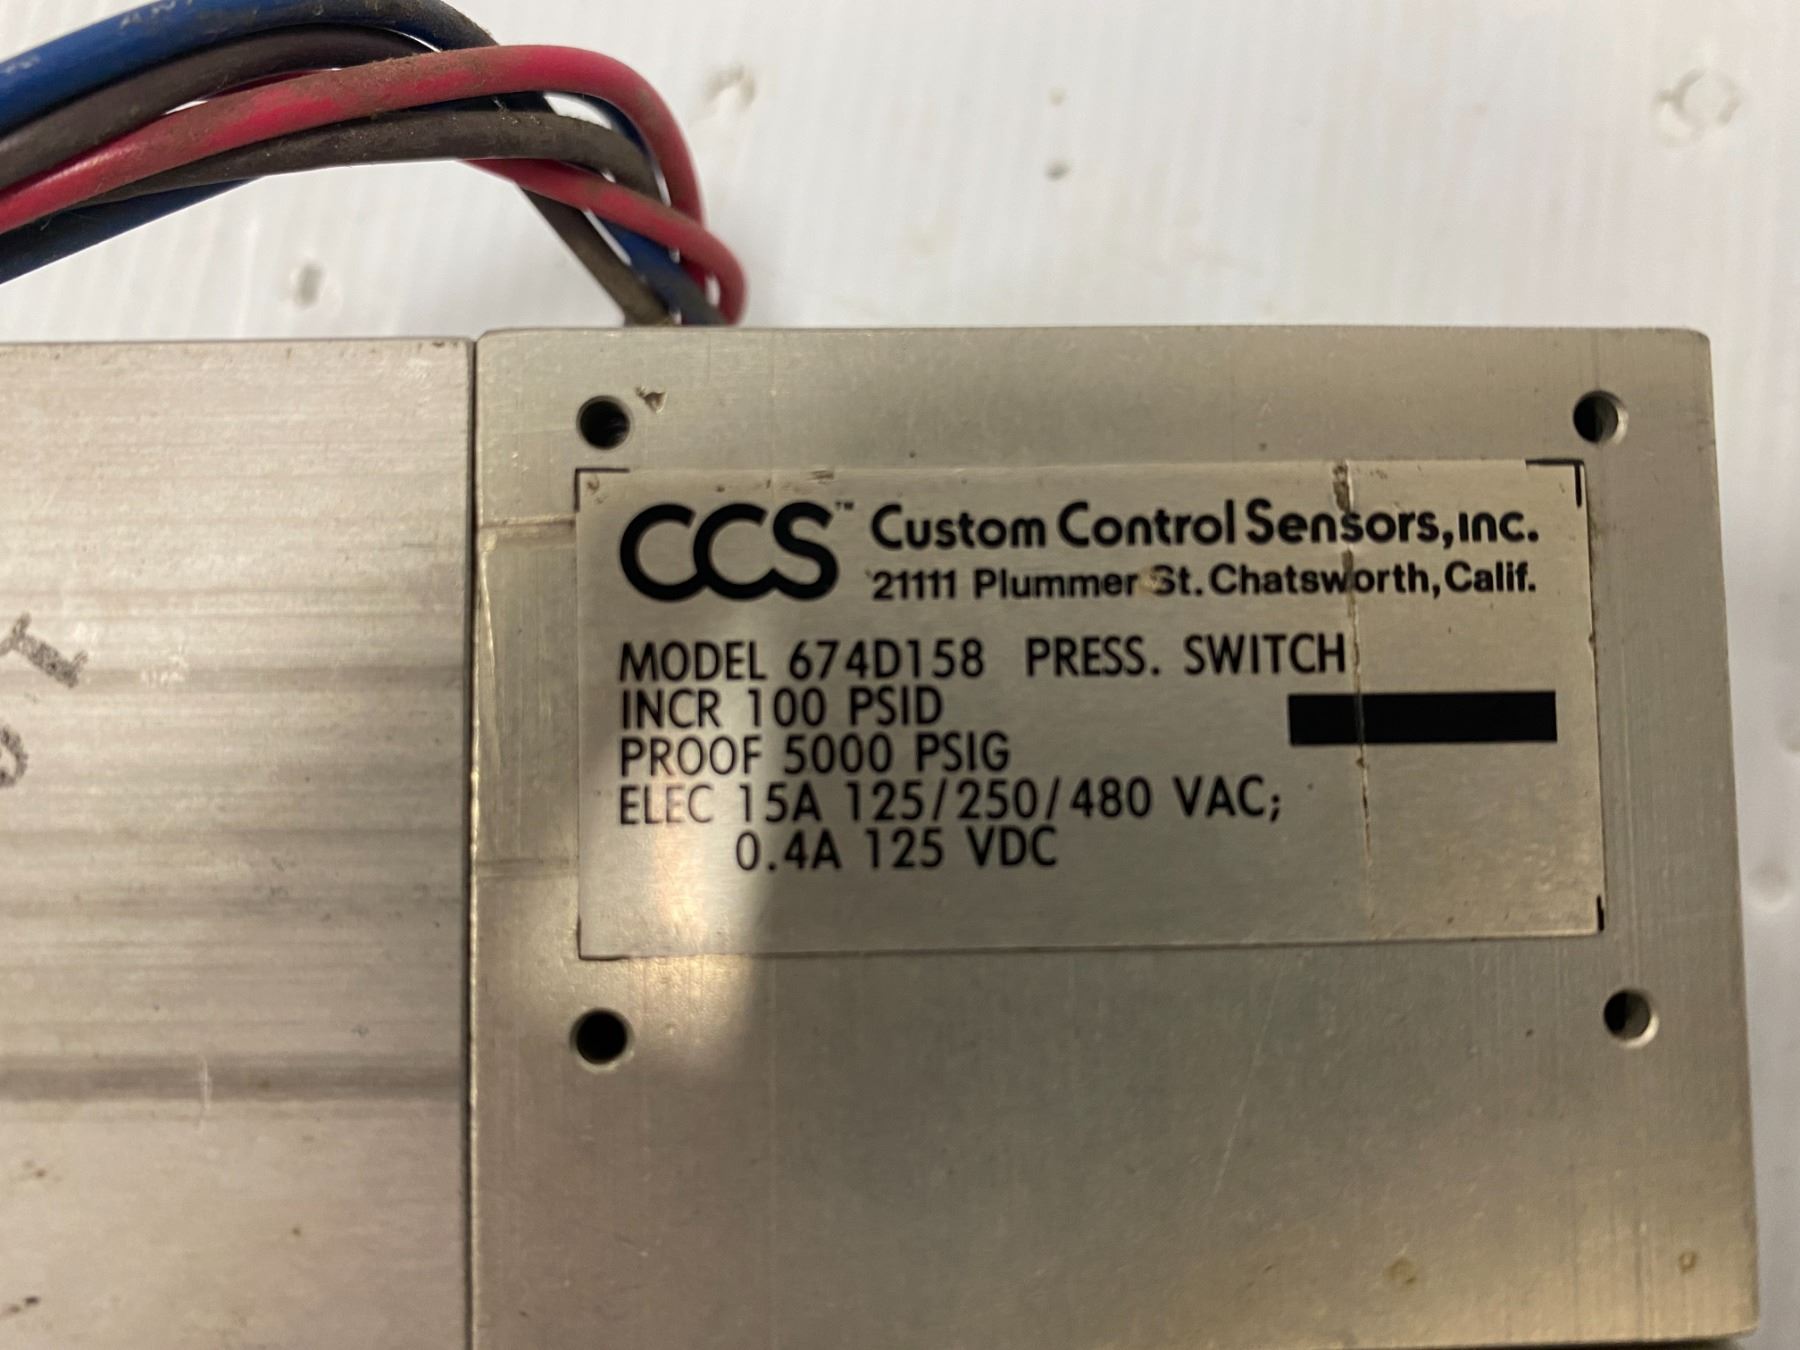 CCS™ Custom Control Sensors, inc.
21111 Plummer St. Chatsworth, Calif.
MODEL 674D158 PRESS. SWITCH
INCR 100 PSID
PROOF 5000 PSIG
ELEC 15A 125/250/480 VAC;
0.4A 125 VDC